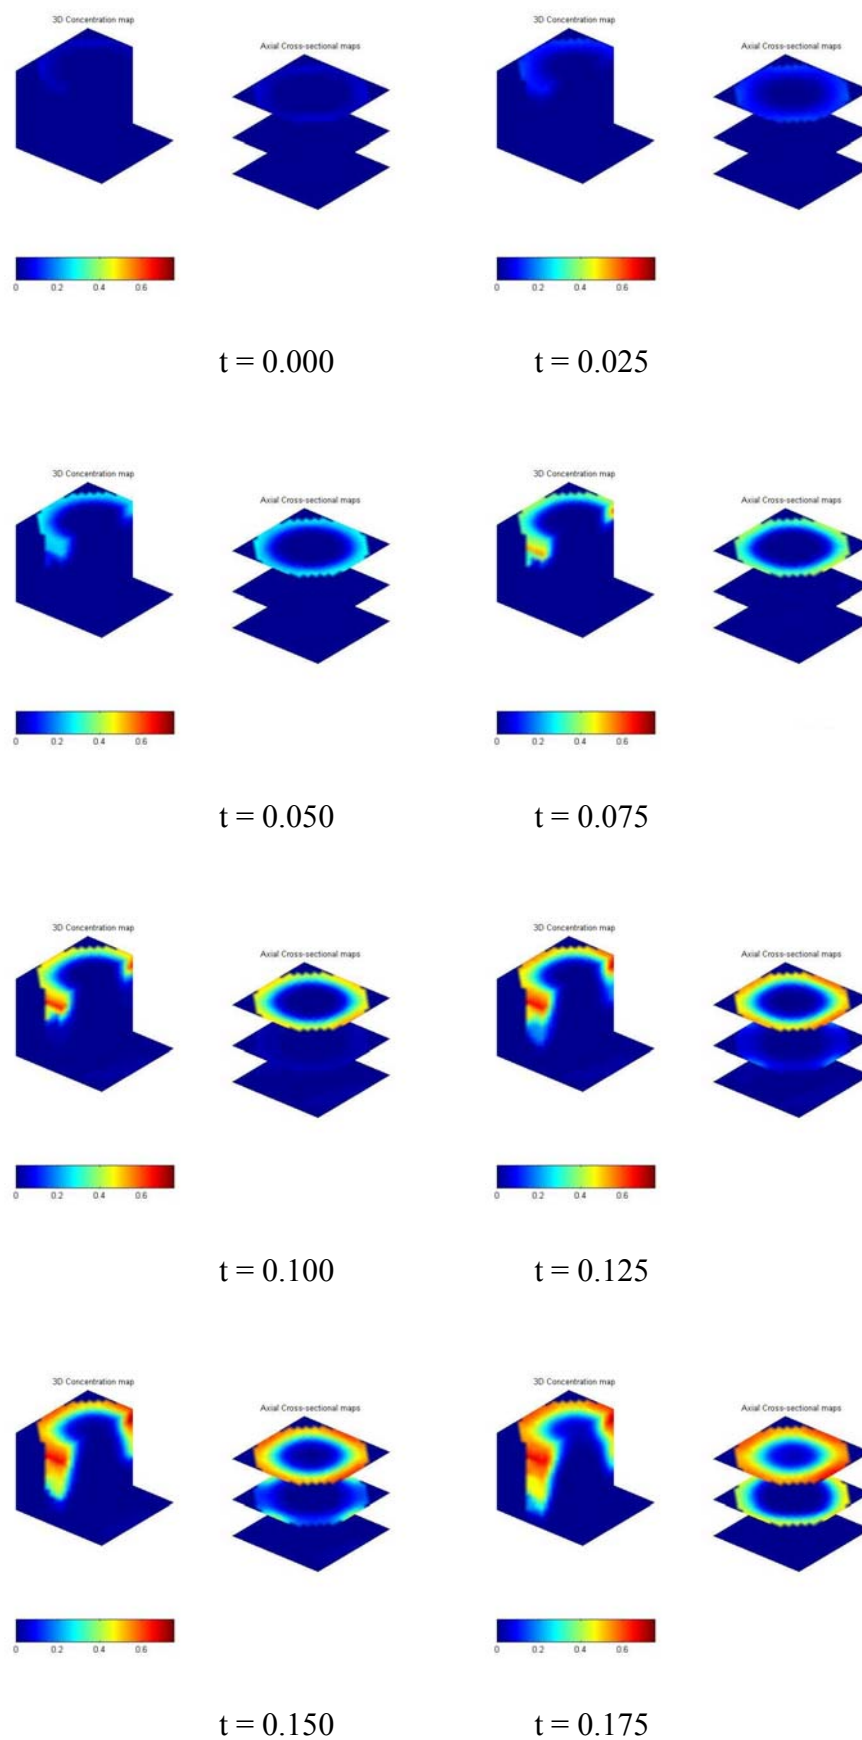 3D Concentration map
Axial Cross-sectional maps
0 0.2 0.4 0.6
3D Concentration map
Axial Cross-sectional maps
0 0.2 0.4 0.6
t = 0.000
t = 0.025
3D Concentration map
Axial Cross-sectional maps
0 0.2 0.4 0.6
3D Concentration map
Axial Cross-sectional maps
0 0.2 0.4 0.6
t = 0.050
t = 0.075
3D Concentration map
Axial Cross-sectional maps
0 0.2 0.4 0.6
3D Concentration map
Axial Cross-sectional maps
0 0.2 0.4 0.6
t = 0.100
t = 0.125
3D Concentration map
Axial Cross-sectional maps
0 0.2 0.4 0.6
3D Concentration map
Axial Cross-sectional maps
0 0.2 0.4 0.6
t = 0.150
t = 0.175